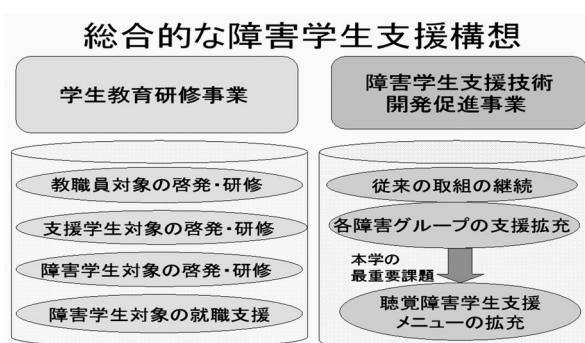 総合的な障害学生支援構想
学生教育研修事業
教職員対象の啓発・研修
支援学生対象の啓発・研修
障害学生対象の啓発・研修
障害学生対象の就職支援
障害学生支援技術
開発促進事業
従来の取組の継続
各障害グループの支援拡充
本学の
最重要課題
聴覚障害学生支援
メニューの拡充